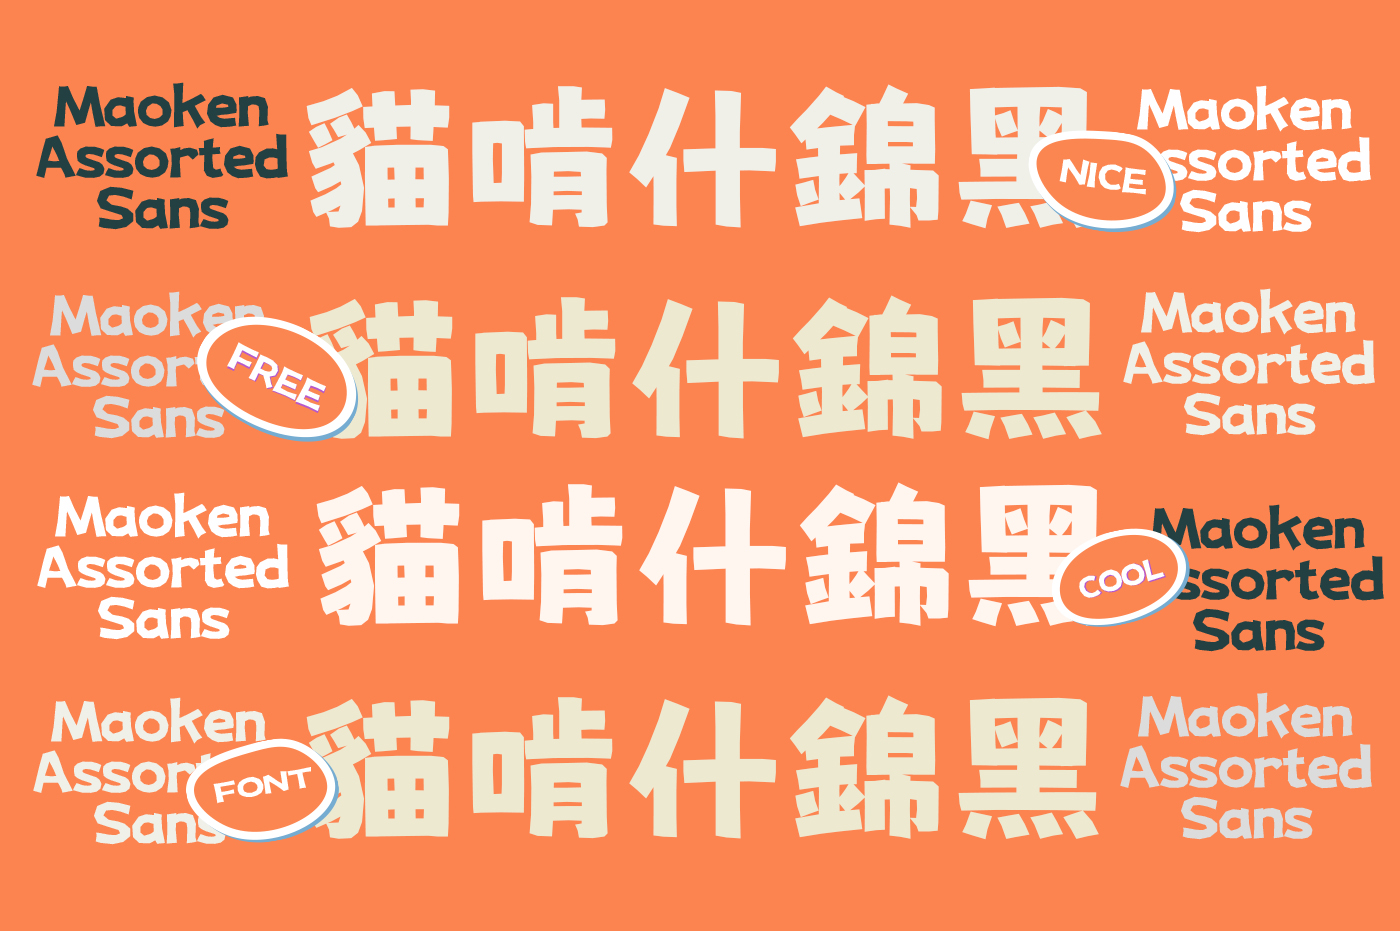 Maoken
Assorted
Sans
貓啃什錦黑
NICE
Maoken
ssorted
Sans
Maoken
Assor
Sans
FREE
貓啃什錦黑
Maoken
Assorted
Sans
Maoken
Assorted
Sans
貓啃什錦黑
COOL
Maoken
ssorted
Sans
Maoken
Assort
Sans
FONT
貓啃什錦黑
Maoken
Assorted
Sans